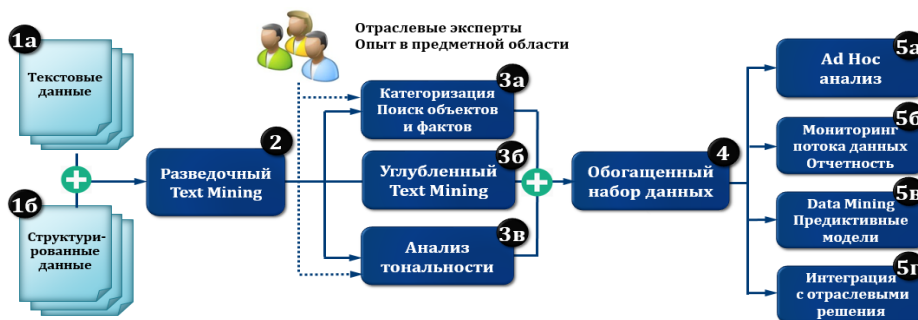 1а
Текстовые
данные
1б
Структури-
рованные
данные
2
Разведочный
Text Mining
Отраслевые эксперты
Опыт в предметной области
3а
Категоризация
Поиск объектов
и фактов
3б
Углубленный
Text Mining
3в
Анализ
тональности
4
Обогащенный
набор данных
5а
Ad Hoc
анализ
5б
Мониторинг
потока данных
Отчетность
5в
Data Mining
Предиктивные
модели
5г
Интеграция
с отраслевыми
решения